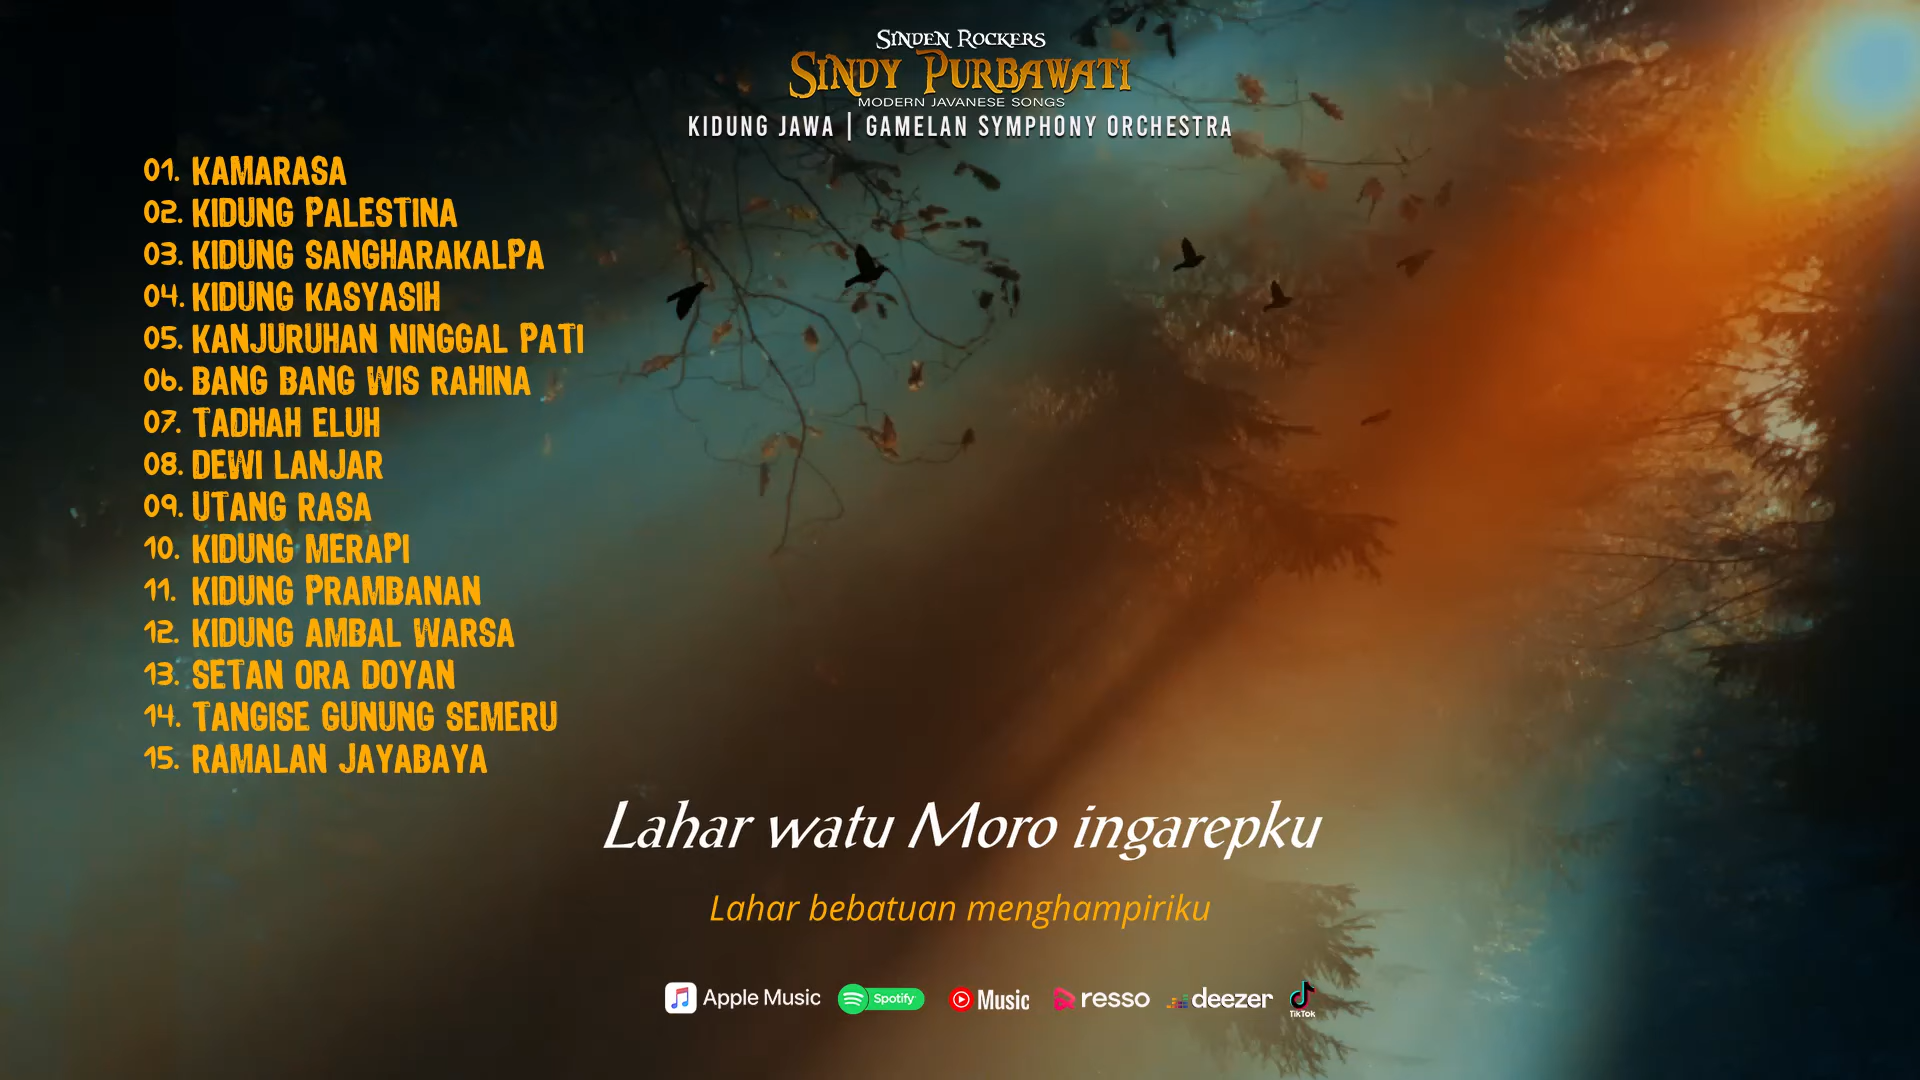 SINDEN ROCKERS
SINDY PURBAWATI
MODERN JAVANESE SONGS
KIDUNG JAWA | GAMELAN SYMPHONY ORCHESTRA
01. KAMARASA
02. KIDUNG PALESTINA
03. KIDUNG SANGHARAKALPA
04. KIDUNG KASYASIH
05. KANJURUHAN NINGGAL PATI
06. BANG BANG WIS RAHINA
07. TADHAH ELUH
08. DEWI LANJAR
09. UTANG RASA
10. KIDUNG MERAPI
11. KIDUNG PRAMBANAN
12. KIDUNG AMBAL WARSA
13. SETAN ORA DOYAN
14. TANGISE GUNUNG SEMERU
15. RAMALAN JAYABAYA
Lahar watu Moro ingarepku
Lahar bebatuan menghampiriku
Apple Music Spotify Music resso deezer TikTok